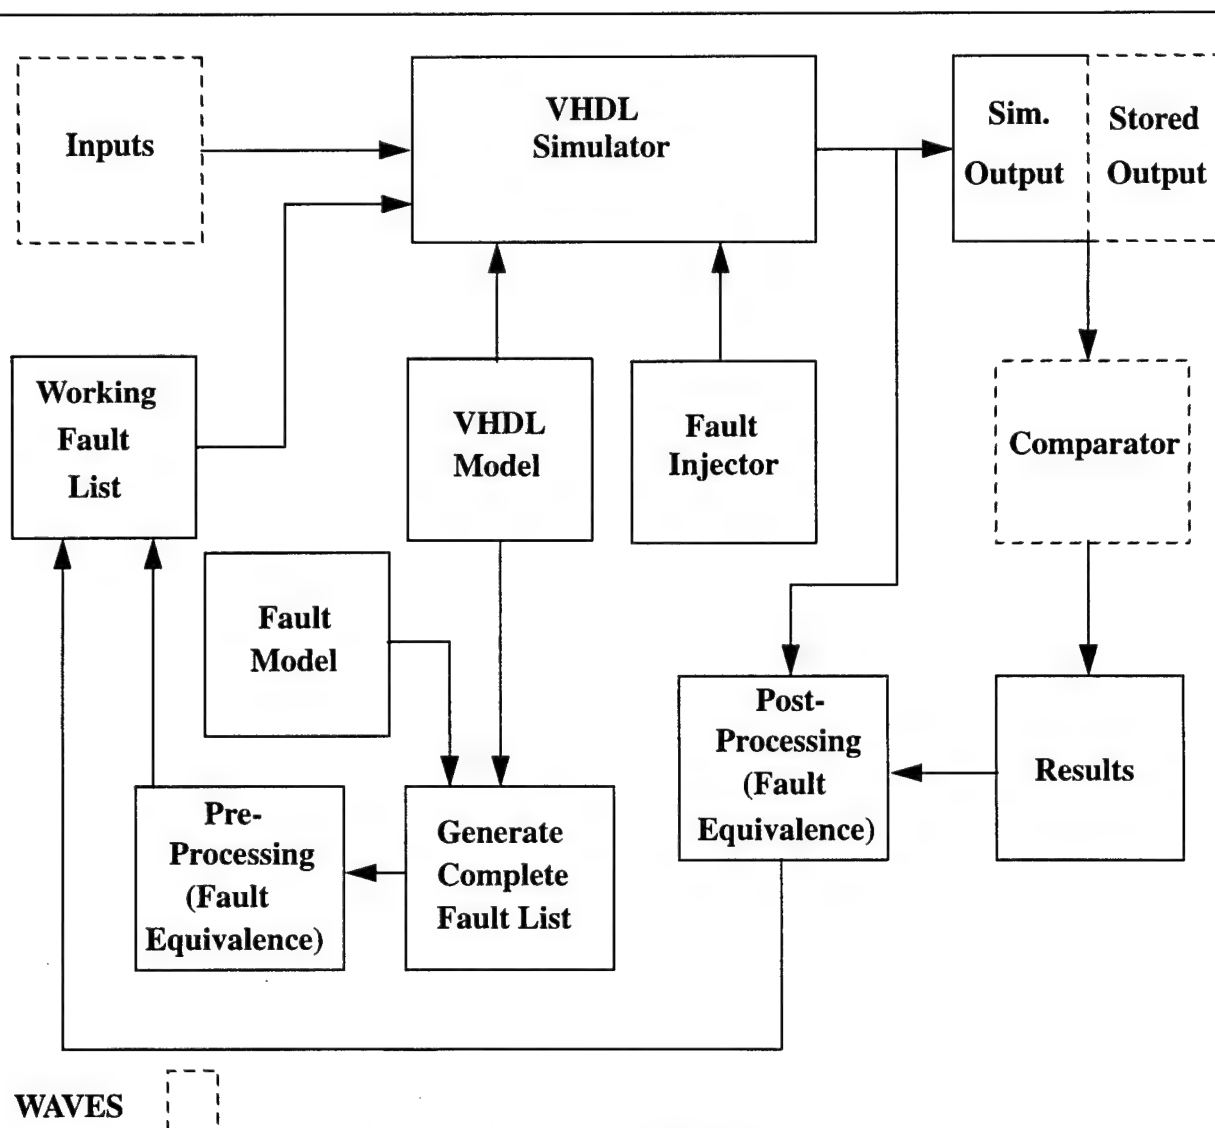 Inputs
VHDL
Simulator
Sim.
Output
Stored
Output
Working
Fault
List
VHDL
Model
Fault
Injector
Comparator
Fault
Model
Post-
Processing
(Fault
Equivalence)
Results
Pre-
Processing
(Fault
Equivalence)
Generate
Complete
Fault List
WAVES